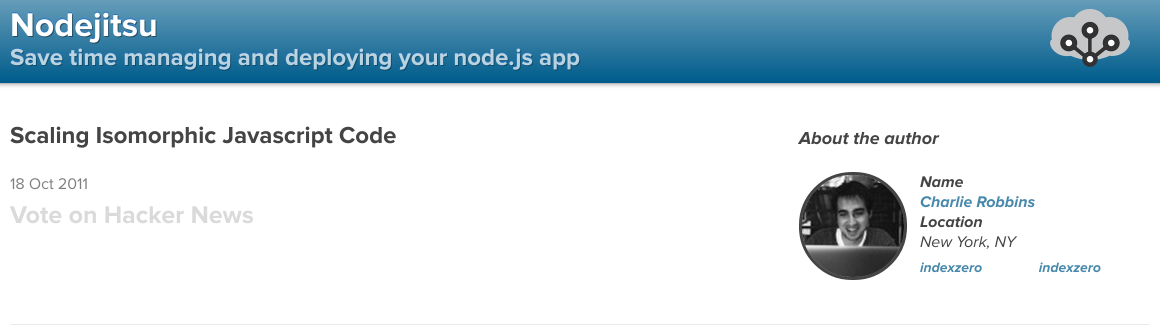 Nodejitsu
Save time managing and deploying your node.js app
Scaling Isomorphic Javascript Code
18 Oct 2011
Vote on Hacker News
About the author
Name
Charlie Robbins
Location
New York, NY
indexzero indexzero